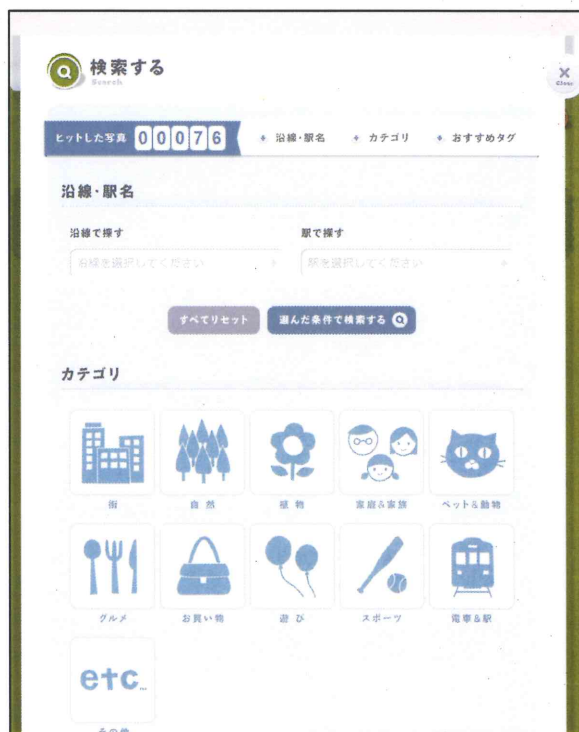 検索する
Search
×
Close
ヒットした写真 00076
沿線・駅名
カテゴリ
おすすめタグ
沿線・駅名
沿線で探す
駅で探す
沿線を選択してください
駅を選択してください
すべてリセット
選んだ条件で検索する
カテゴリ
街
自然
植物
家庭&家族
ペット&動物
グルメ
お買い物
遊び
スポーツ
電車&駅
etc...
その他